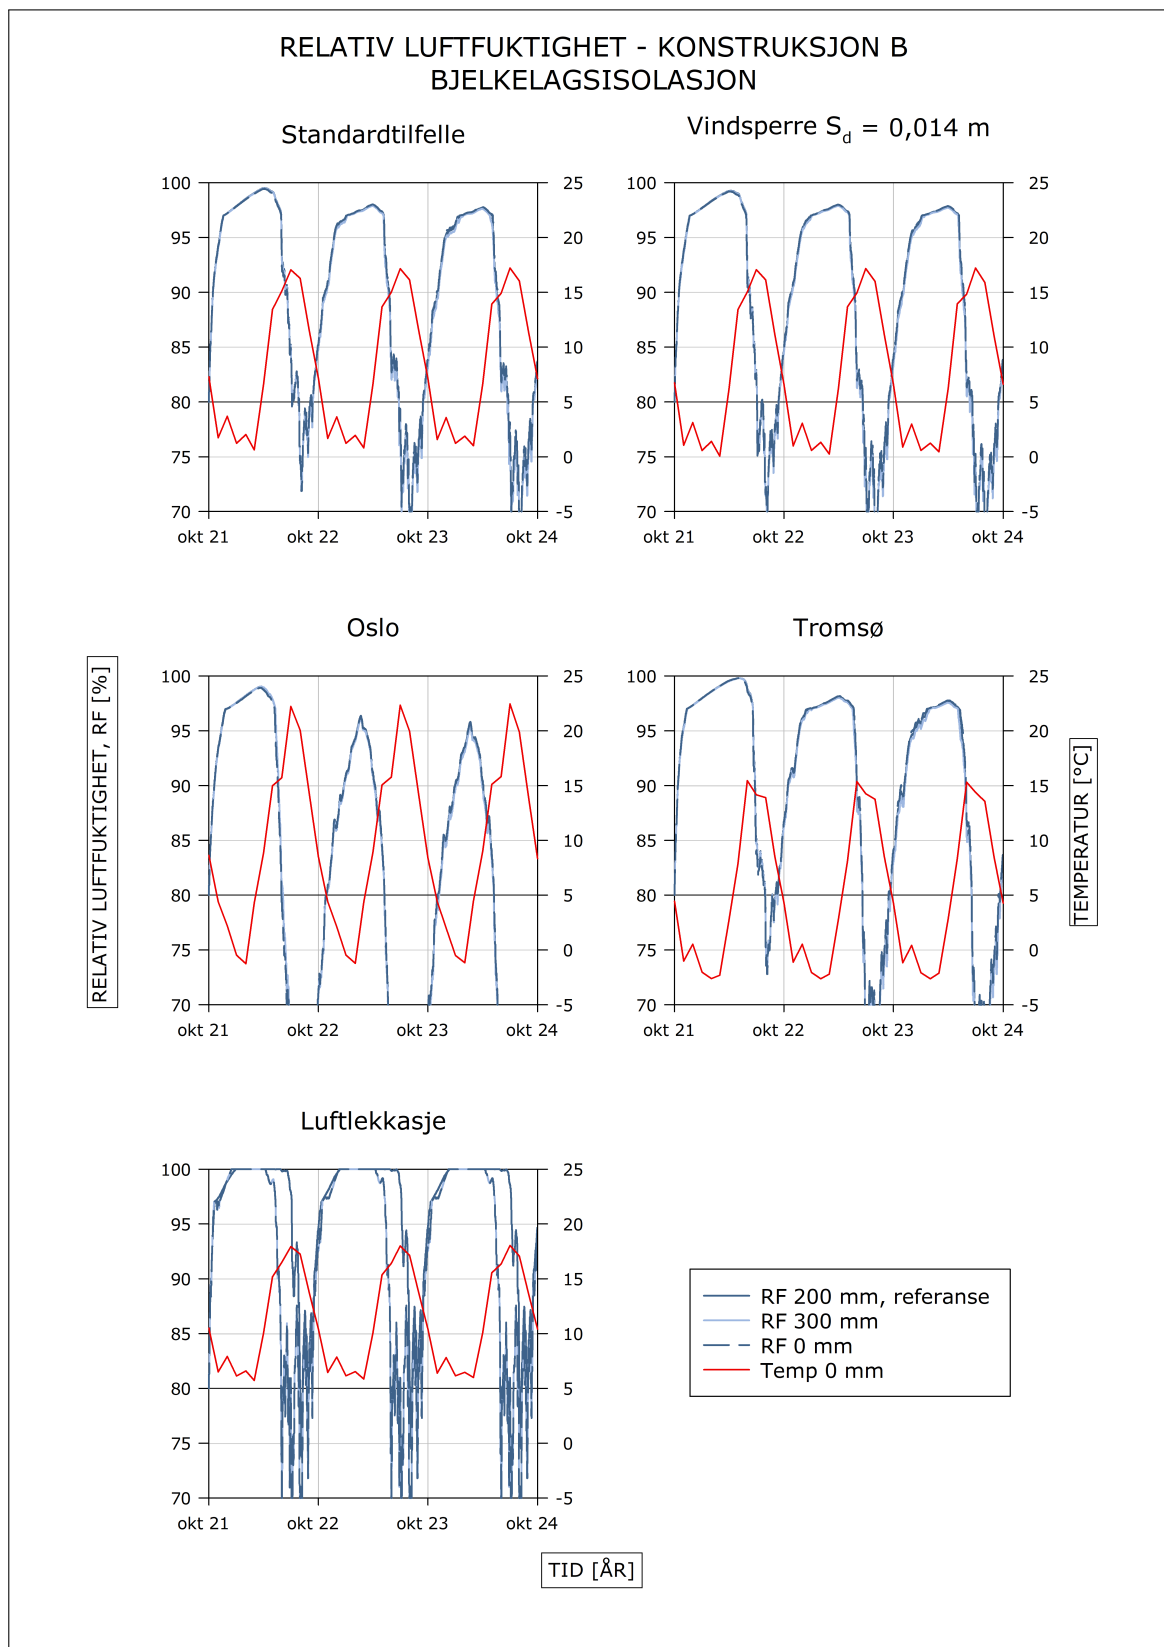 RELATIV LUFTFUKTIGHET - KONSTRUKSJON B
BJELKELAGSISOLASJON
Standardtilfelle
100
95
90
85
80
75
70
25
20
15
10
5
0
-5
okt 21
okt 22
okt 23
okt 24
Vindsperre Sd = 0,014 m
100
95
90
85
80
75
70
25
20
15
10
5
0
-5
okt 21
okt 22
okt 23
okt 24
RELATIV LUFTFUKTIGHET, RF [%]
Oslo
100
95
90
85
80
75
70
25
20
15
10
5
0
-5
okt 21
okt 22
okt 23
okt 24
Tromsø
100
95
90
85
80
75
70
25
20
15
10
5
0
-5
okt 21
okt 22
okt 23
okt 24
TEMPERATUR [°C]
Luftlekkasje
100
95
90
85
80
75
70
25
20
15
10
5
0
-5
okt 21
okt 22
okt 23
okt 24
RF 200 mm, referanse
RF 300 mm
RF 0 mm
Temp 0 mm
TID [ÅR]